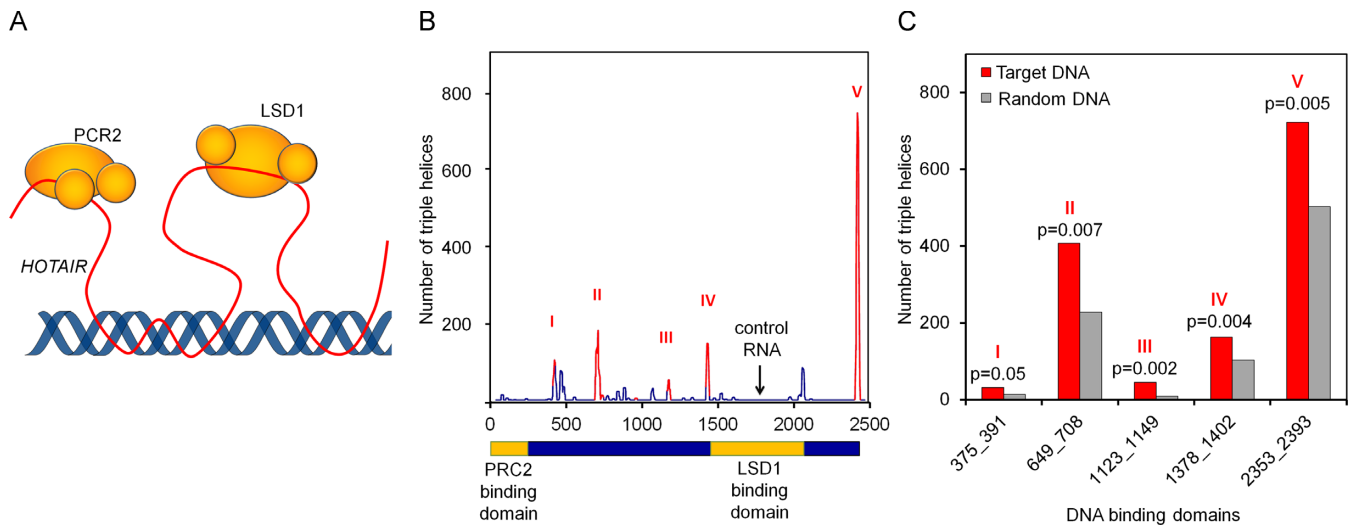 A
PCR2
LSD1
HOTAIR
B
Number of triple helices
800
600
400
200
I
II
III
IV
V
control
RNA
0
500
1000
1500
2000
2500
PRC2
binding
domain
LSD1
binding
domain
C
Number of triple helices
800
600
400
200
0
Target DNA
Random DNA
I
p=0.05
II
p=0.007
III
p=0.002
IV
p=0.004
V
p=0.005
375_391
649_708
1123_1149
1378_1402
2353_2393
DNA binding domains